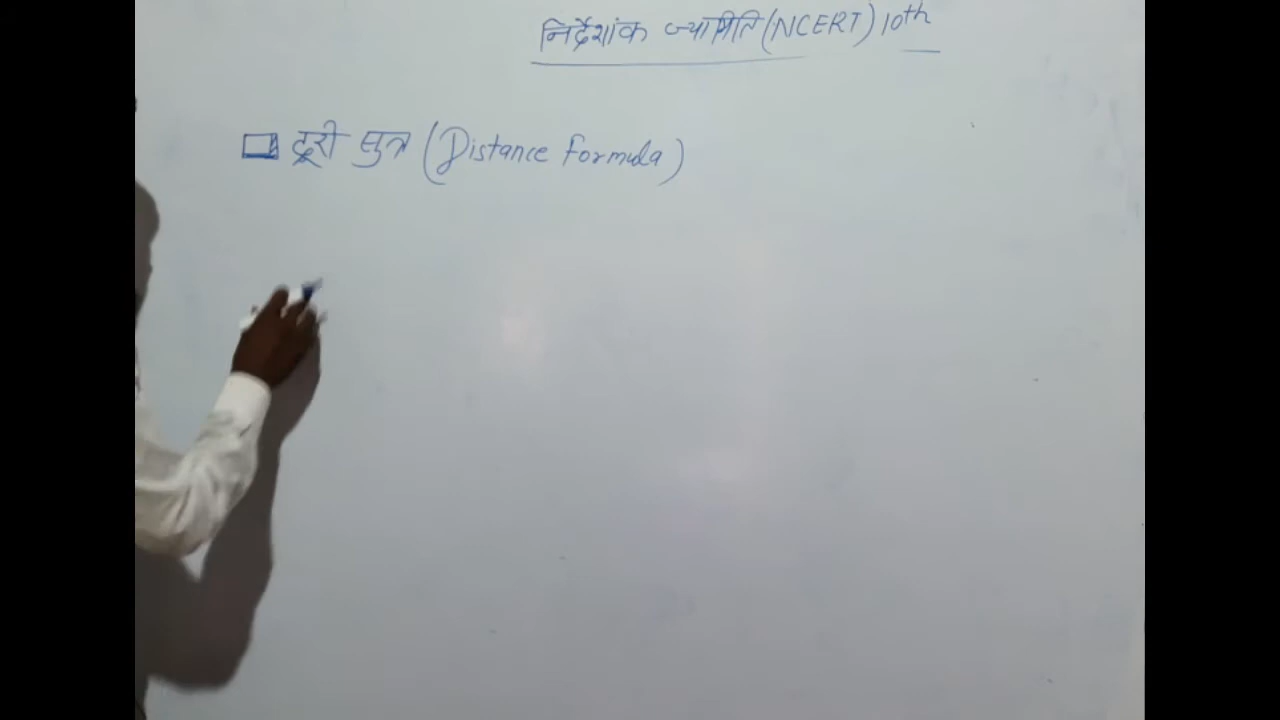 निर्देशांक ज्यामिति (NCERT) 10th
दूरी सुत्र (Distance formula)